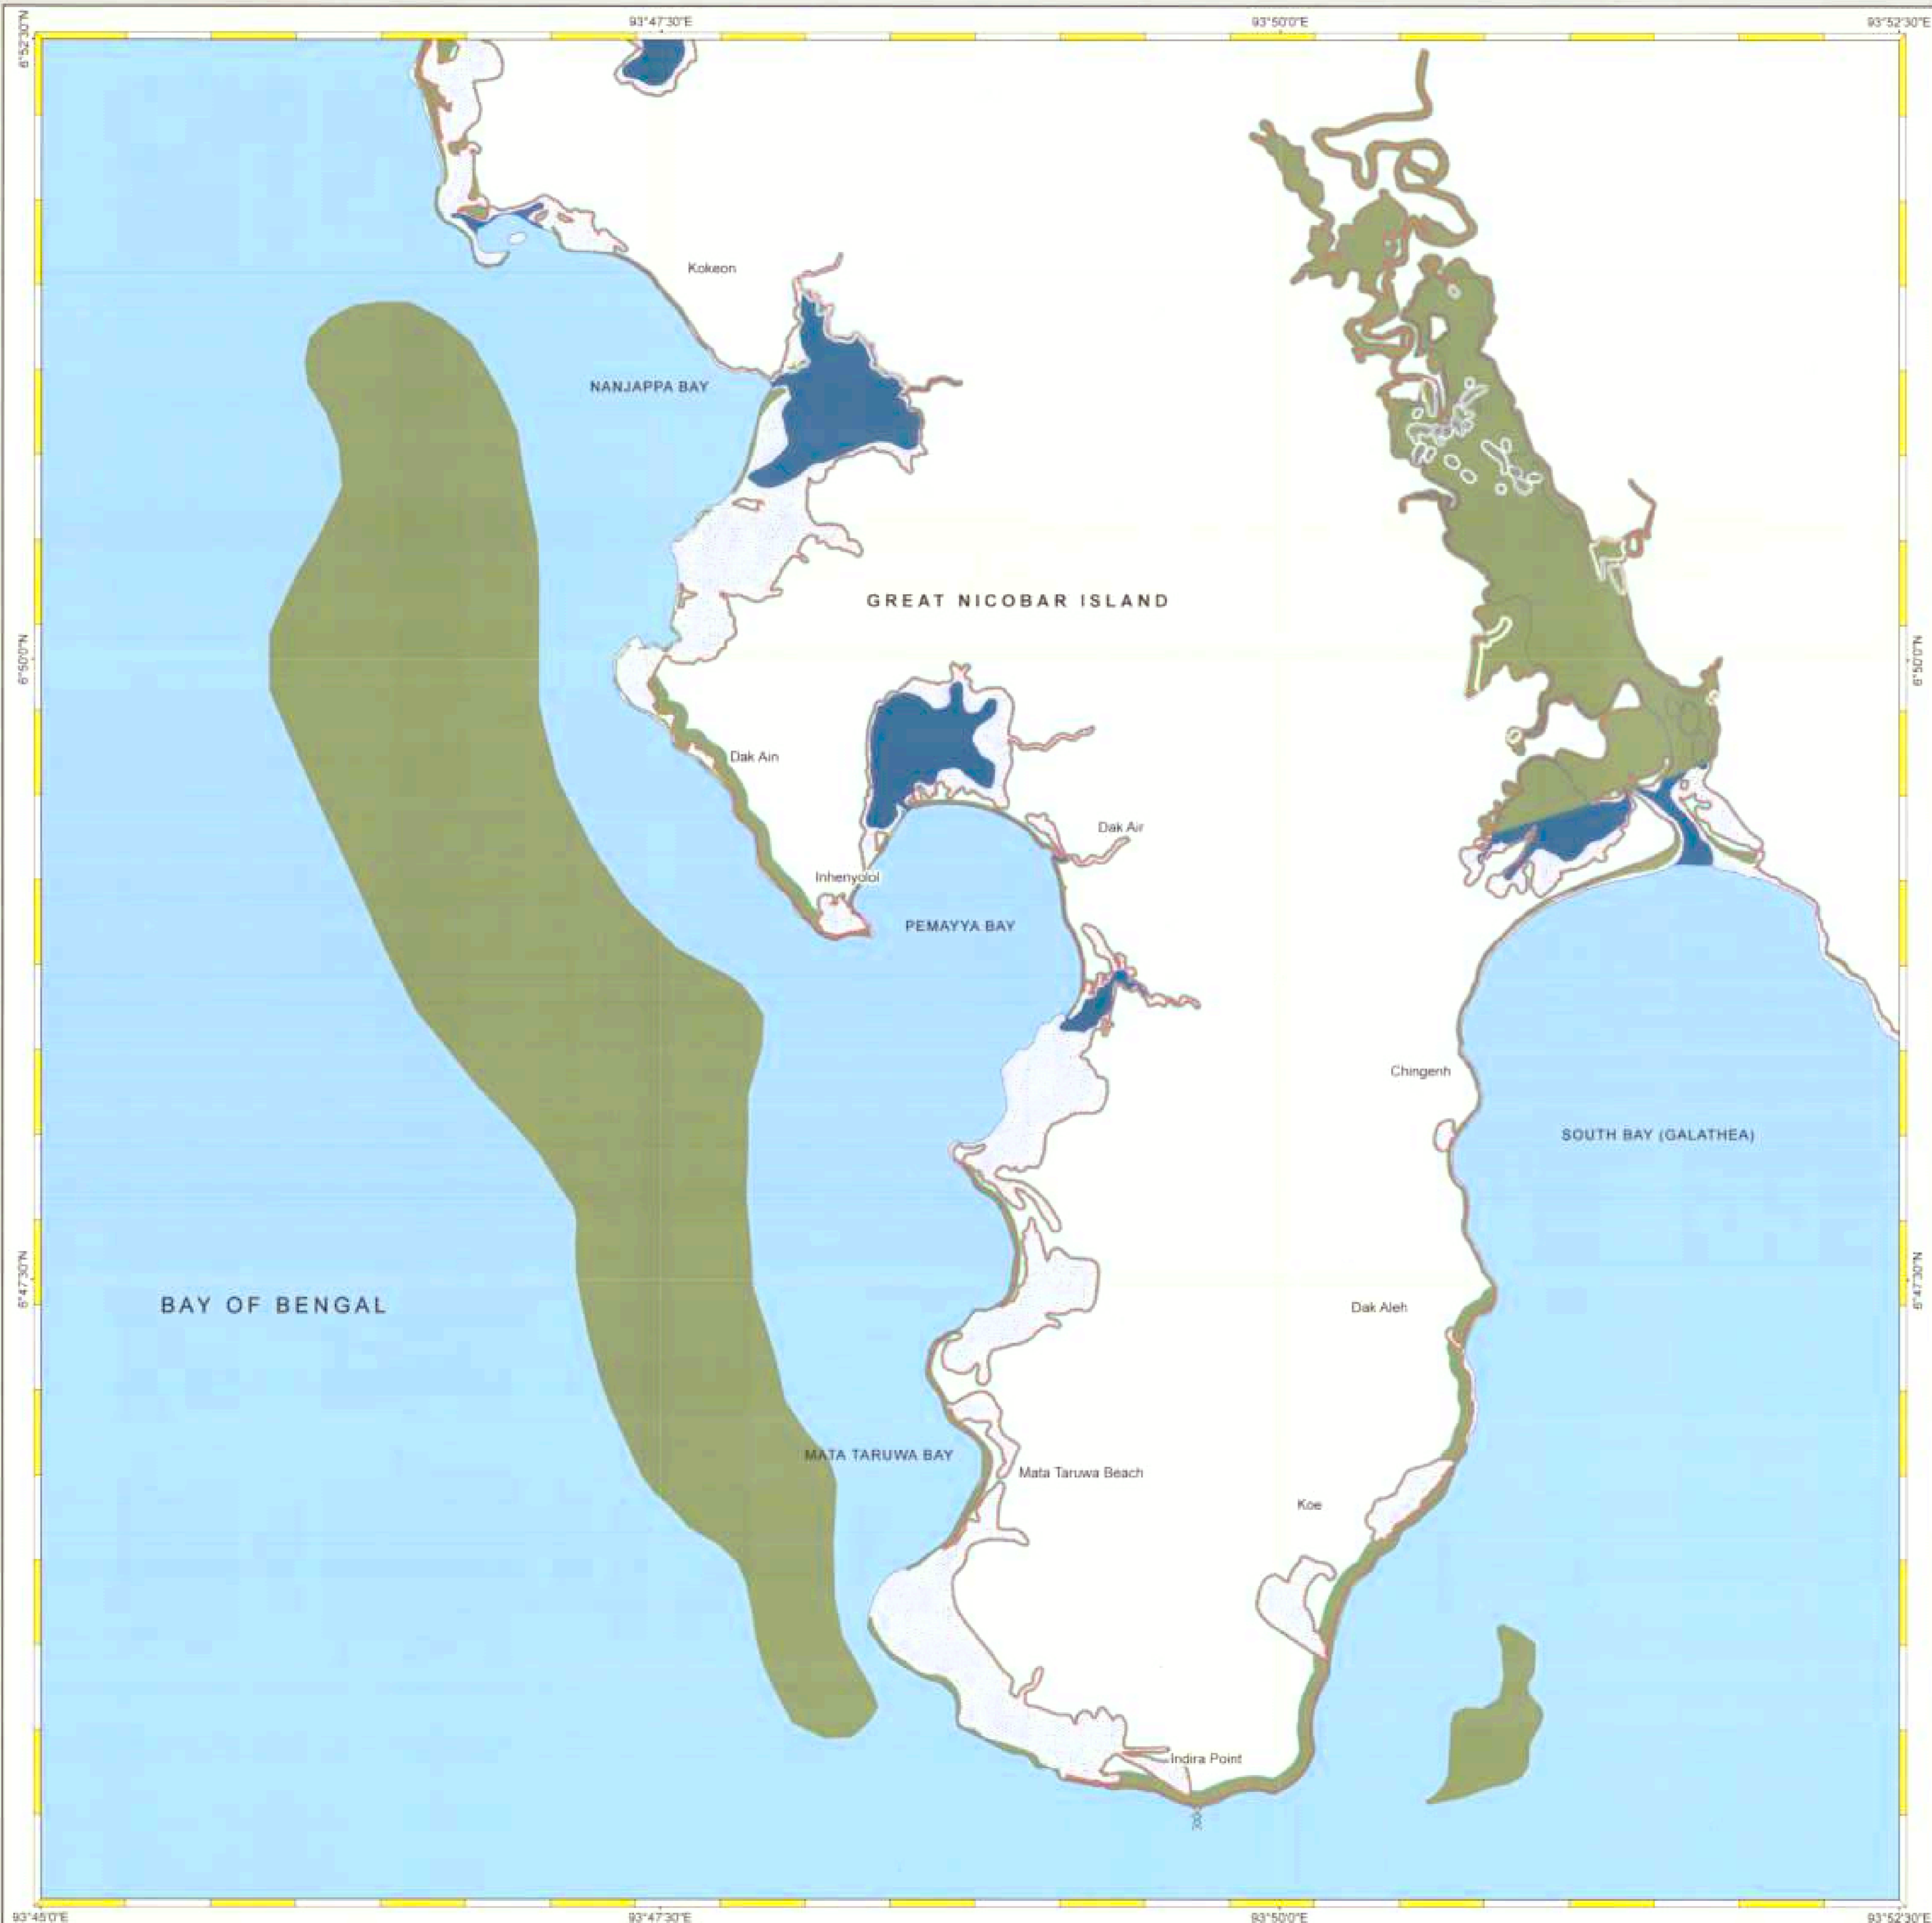 93°47'30"E
93°50'0"E
93°52'30"E
6°52'30"N
Kokeon
NANJAPPA BAY
GREAT NICOBAR ISLAND
6°50'0"N
6°50'0"N
Dak Ain
Dak Air
Inhenyolol
PEMAYYA BAY
Chingenh
SOUTH BAY (GALATHEA)
6°47'30"N
6°47'30"N
BAY OF BENGAL
Dak Aleh
MATA TARUWA BAY
Mata Taruwa Beach
Koe
Indira Point
93°45'0"E
93°47'30"E
93°50'0"E
93°52'30"E